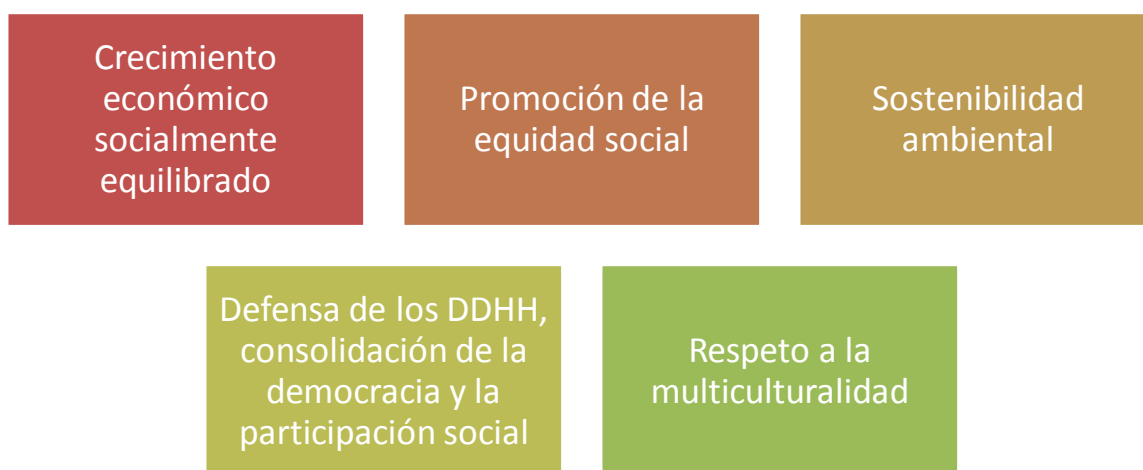 Crecimiento
económico
socialmente
equilibrado
Promoción de la
equidad social
Sostenibilidad
ambiental
Defensa de los DDHH,
consolidación de la
democracia y la
participación social
Respeto a la
multiculturalidad